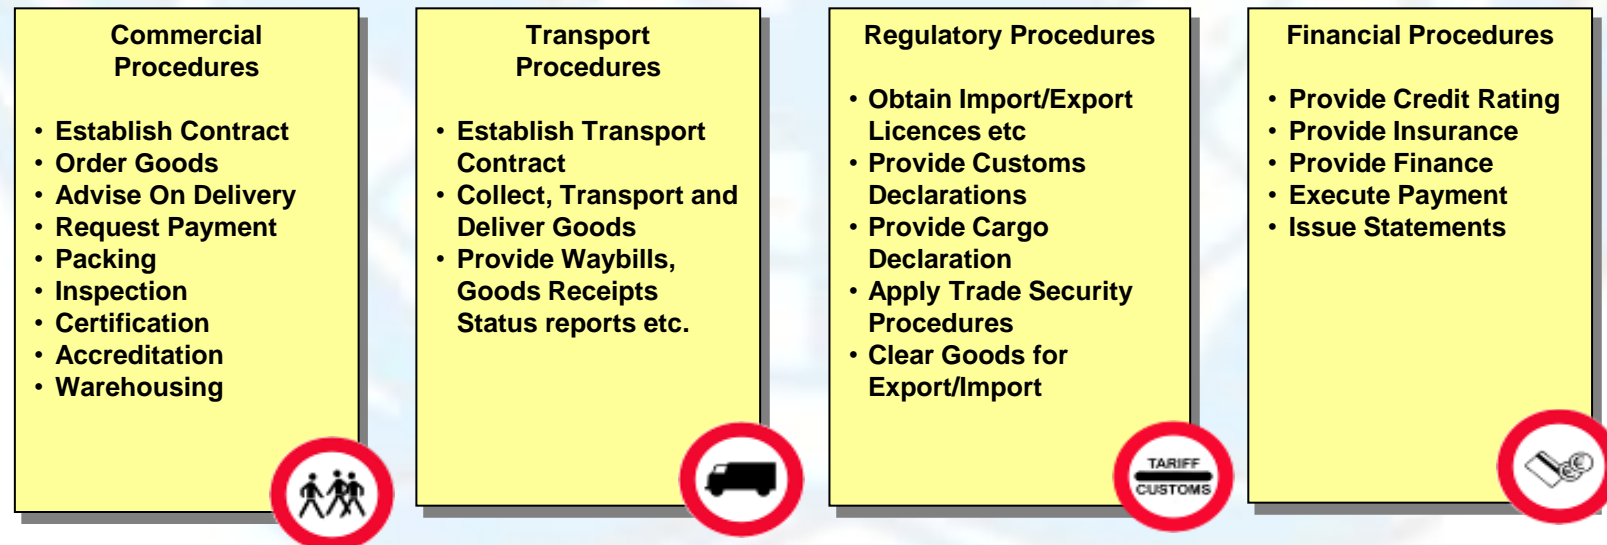 Commercial
Procedures
• Establish Contract
• Order Goods
• Advise On Delivery
• Request Payment
• Packing
• Inspection
• Certification
• Accreditation
• Warehousing
Transport
Procedures
• Establish Transport
Contract
• Collect, Transport and
Deliver Goods
• Provide Waybills,
Goods Receipts
Status reports etc.
Regulatory Procedures
• Obtain Import/Export
Licences etc
• Provide Customs
Declarations
• Provide Cargo
Declaration
• Apply Trade Security
Procedures
• Clear Goods for
Export/Import
TARIFF
CUSTOMS
Financial Procedures
• Provide Credit Rating
• Provide Insurance
• Provide Finance
• Execute Payment
• Issue Statements